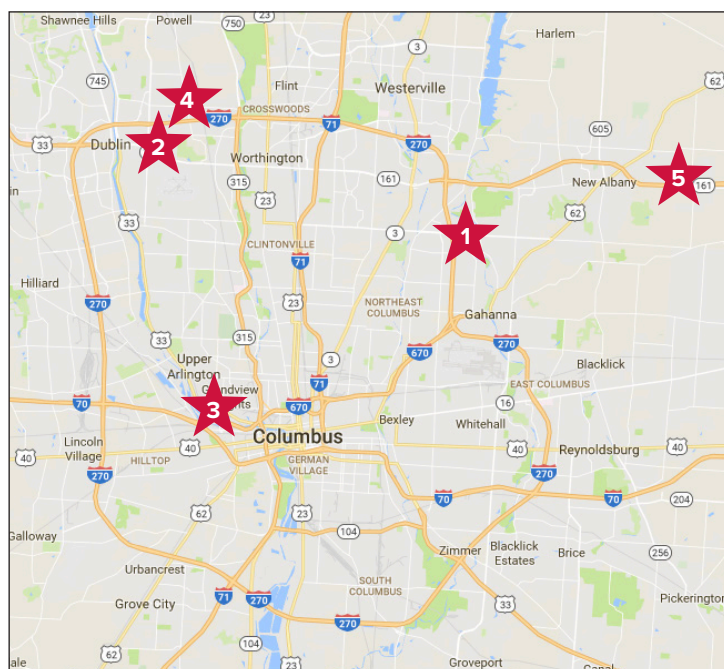 Shawnee Hills
Powell
750
23
3
Harlem
745
4
Flint
Westerville
62
CROSSWOODS
270
71
605
33
Dublin
2
Worthington
270
161
New Albany
5
161
315
23
62
33
1
3
CLINTONVILLE
71
Hilliard
270
23
NORTHEAST
COLUMBUS
Gahanna
33
315
670
270
Upper
Arlington
3
Blacklick
Grandview
71
EAST COLUMBUS
70
3
670
16
Bexley
Whitehall
Columbus
Lincoln
Village
40
40
HILLTOP
GERMAN
VILLAGE
40
Reynoldsburg
40
270
270
70
70
204
62
23
104
Galloway
Zimmer
Blacklick
Estates
Brice
256
Urbancrest
SOUTH
COLUMBUS
71
270
Pickerington
Grove City
33
270
62
23
Groveport
Canal